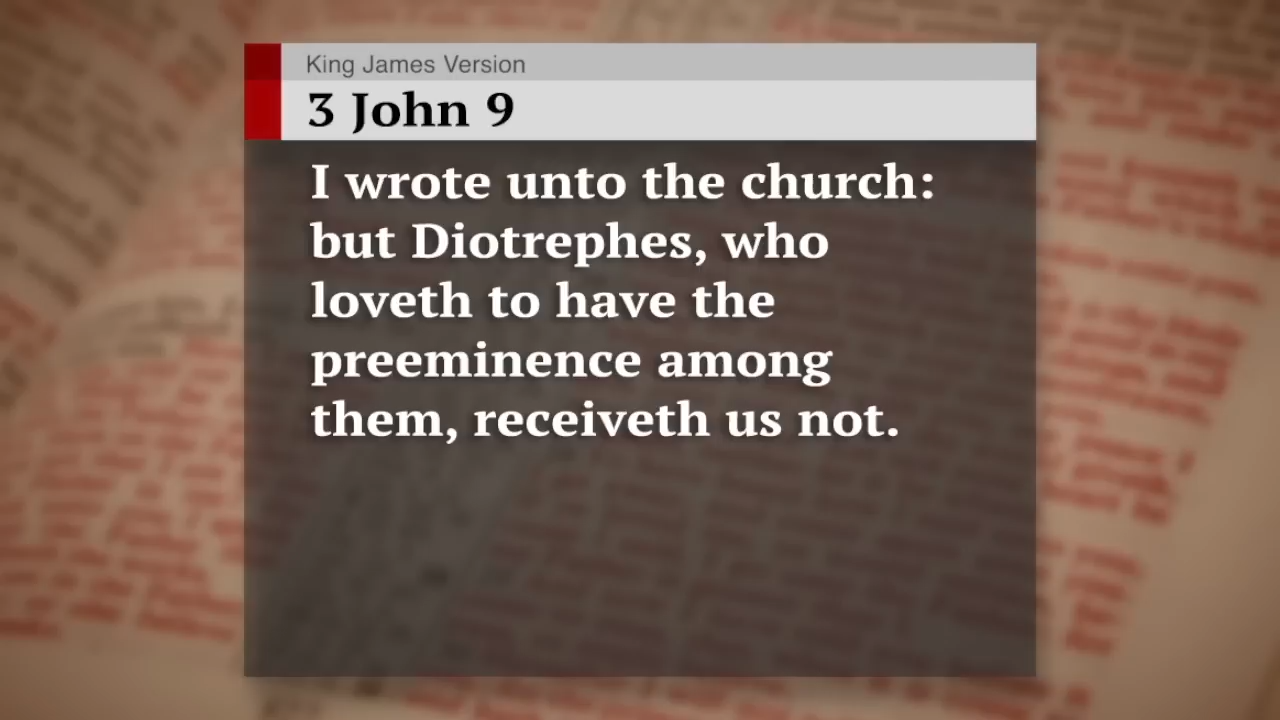 King James Version
3 John 9
I wrote unto the church:
but Diotrephes, who
loveth to have the
preeminence among
them, receiveth us not.